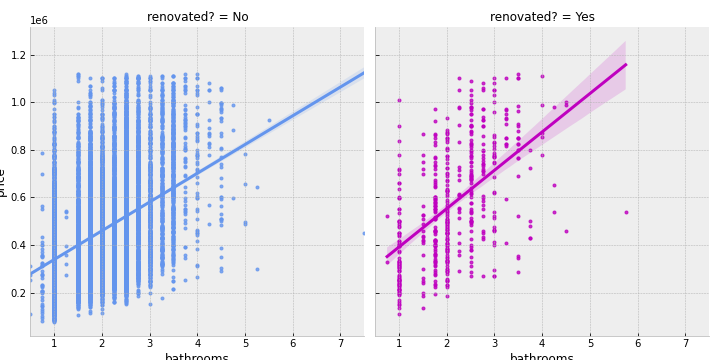 renovated? = No
renovated? = Yes
1e6
1.2
1.0
0.8
0.6
0.4
0.2
price
1 2 3 4 5 6 7
1 2 3 4 5 6 7
bathrooms
bathrooms